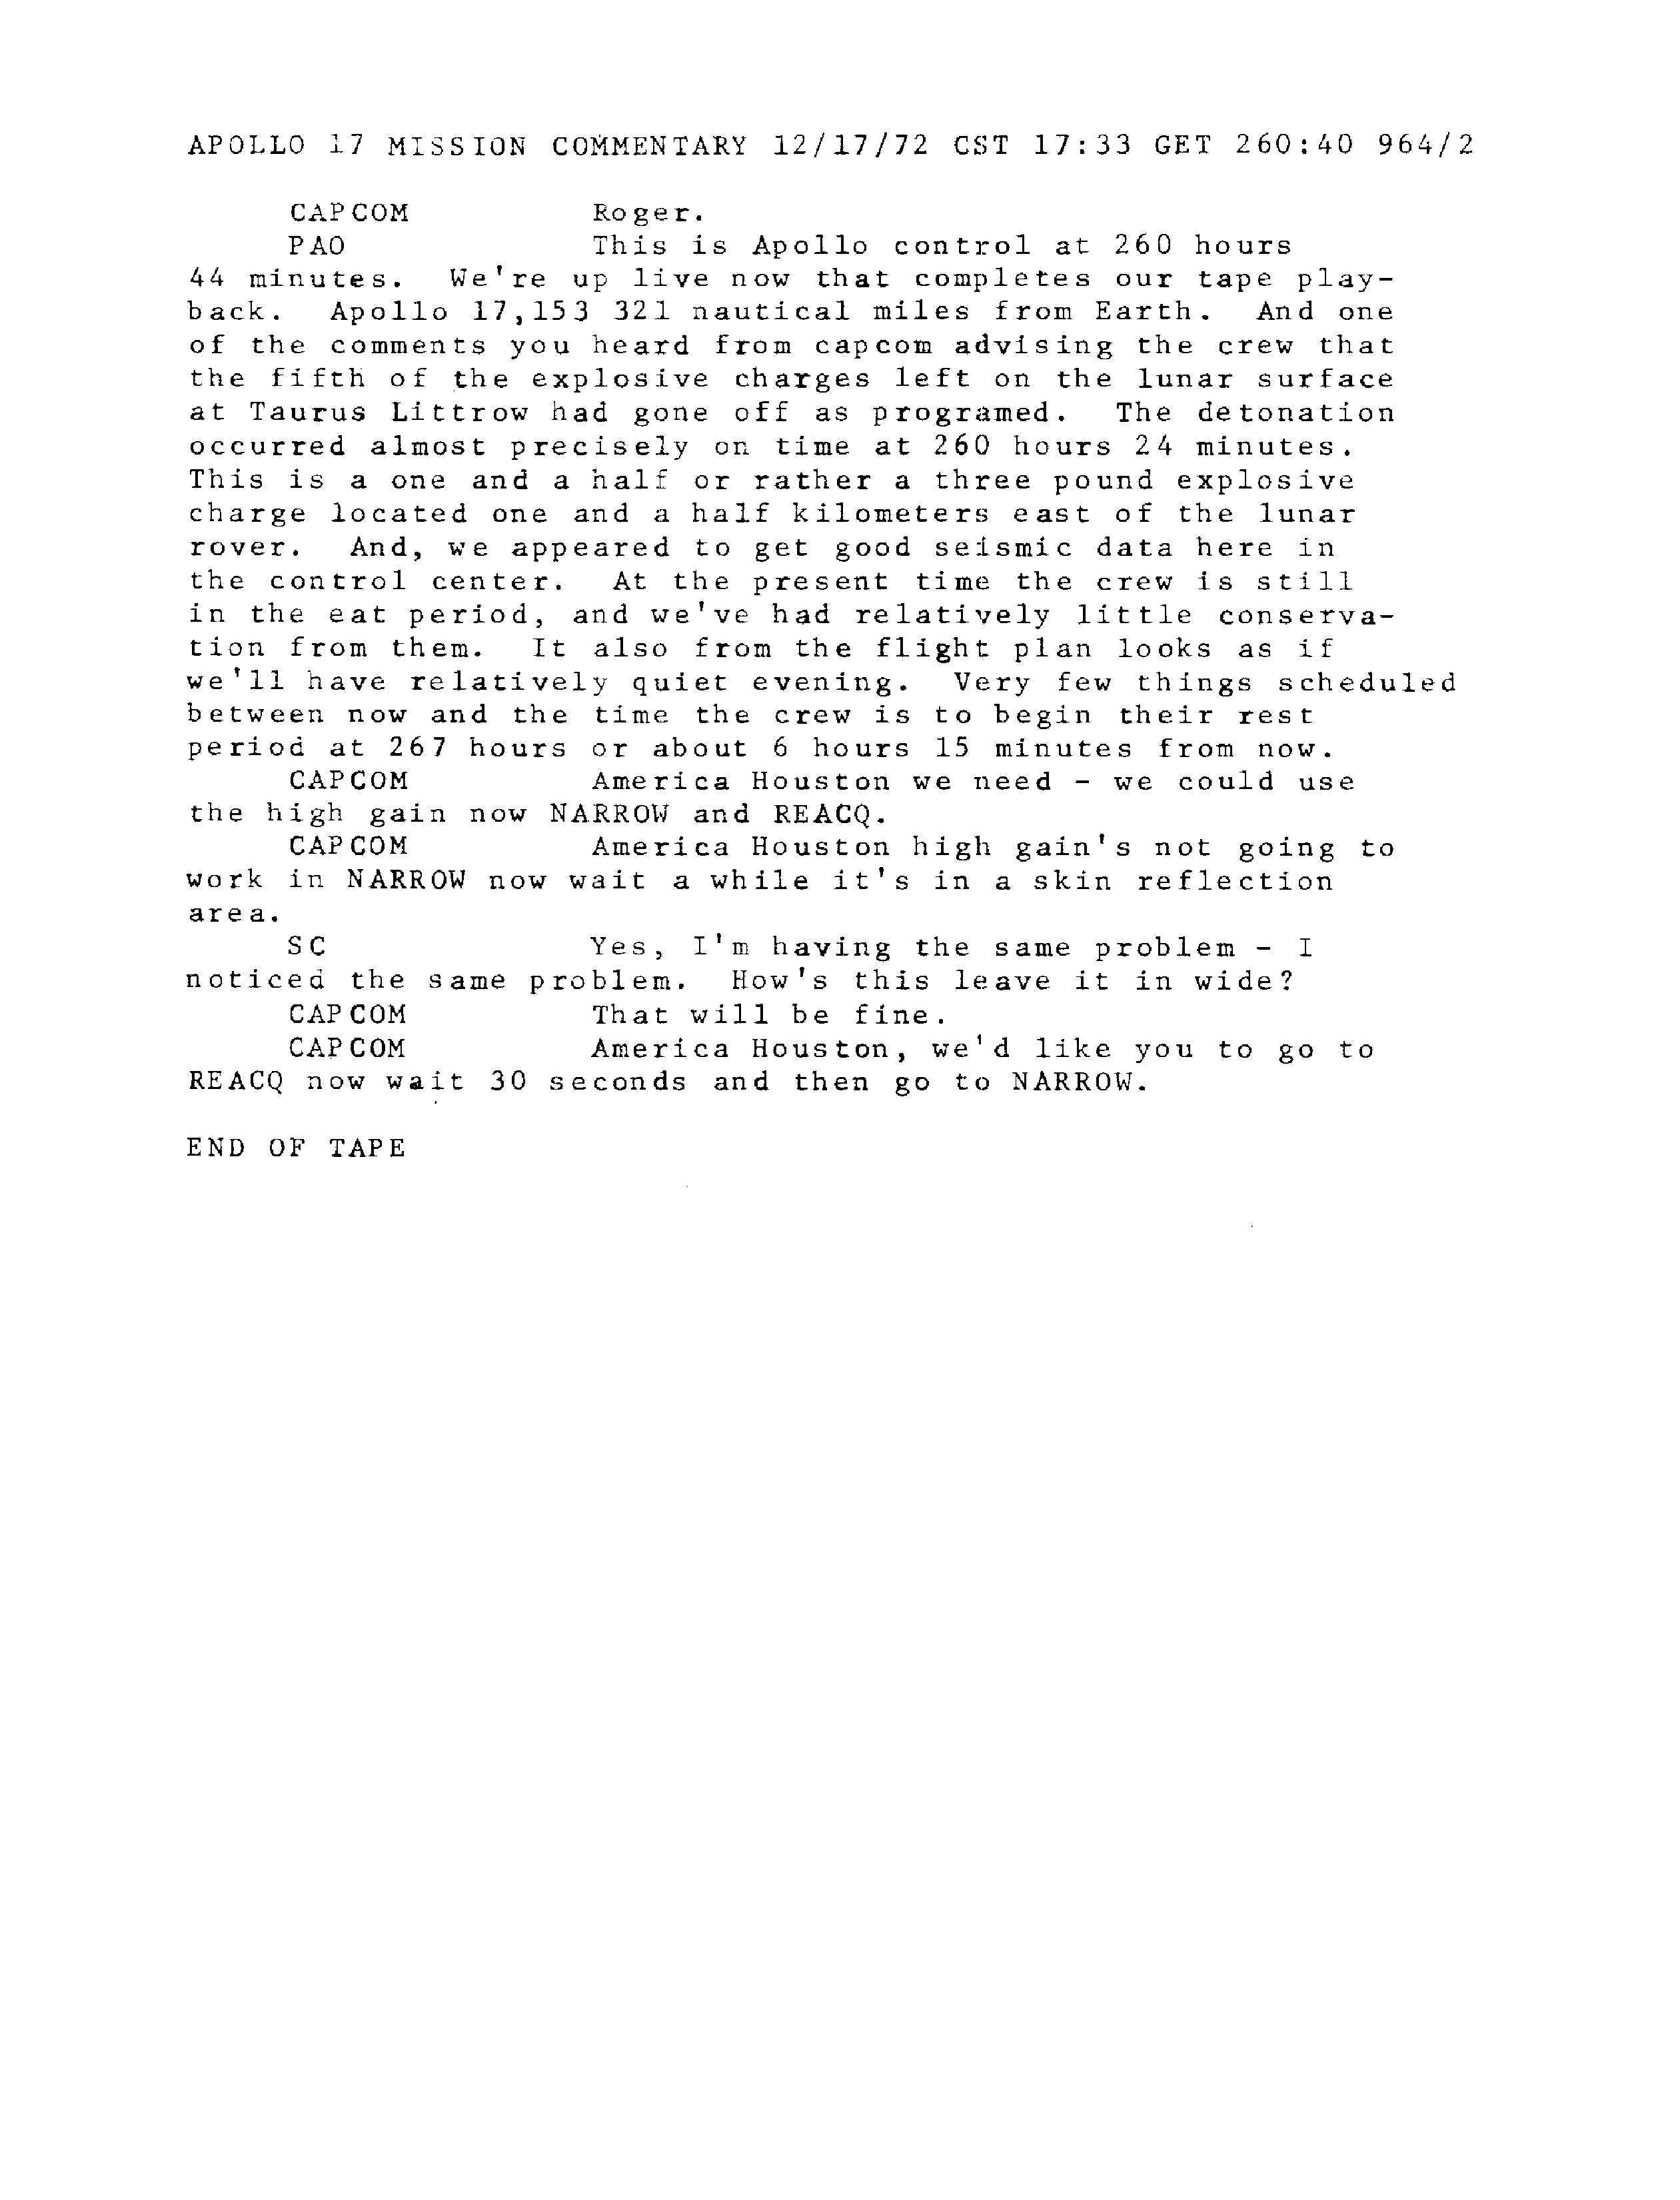 APOLLO 17 MISSION COMMENTARY 12/17/72 CST 17:33 GET 260:40 964/2
CAPCOM Roger.
PAO This is Apollo control at 260 hours
44 minutes. We're up live now that completes our tape play-
back. Apollo 17,153 321 nautical miles from Earth. And one
of the comments you heard from capcom advising the crew that
the fifth of the explosive charges left on the lunar surface
at Taurus Littrow had gone off as programed. The detonation
occurred almost precisely on time at 260 hours 24 minutes.
This is a one and a half or rather a three pound explosive
charge located one and a half kilometers east of the lunar
rover. And, we appeared to get good seismic data here in
the control center. At the present time the crew is still
in the eat period, and we've had relatively little conserva-
tion from them. It also from the flight plan looks as if
we'll have relatively quiet evening. Very few things scheduled
between now and the time the crew is to begin their rest
period at 267 hours or about 6 hours 15 minutes from now.
CAPCOM America Houston we need - we could use
the high gain now NARROW and REACQ.
CAPCOM America Houston high gain's not going to
work in NARROW now wait a while it's in a skin reflection
area.
SC Yes, I'm having the same problem - I
noticed the same problem. How's this leave it in wide?
CAPCOM That will be fine.
CAPCOM America Houston, we'd like you to go to
REACQ now wait 30 seconds and then go to NARROW.
END OF TAPE